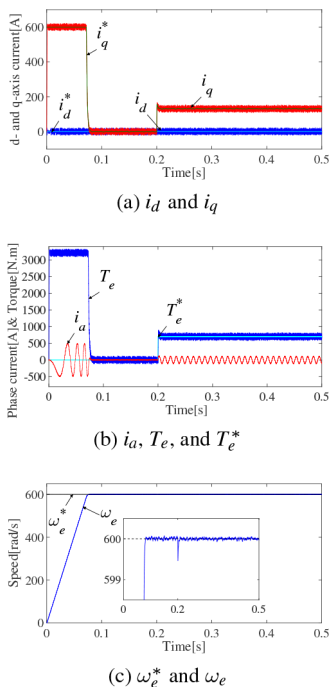 d- and q-axis current[A]
600
400
200
0
i_q^*
i_d^*
i_d
i_q
0
0.1
0.2
0.3
0.4
0.5
Time[s]
(a) i_d and i_q
Phase current[A]& Torque[N.m]
3000
2500
2000
1500
1000
500
0
-500
T_e
i_a
T_e^*
0
0.1
0.2
0.3
0.4
0.5
Time[s]
(b) i_a, T_e, and T_e^*
Speed[rad/s]
600
400
200
0
ω_e^*
ω_e
600
599
0
0.2
0.5
0
0.1
0.2
0.3
0.4
0.5
Time[s]
(c) ω_e^* and ω_e